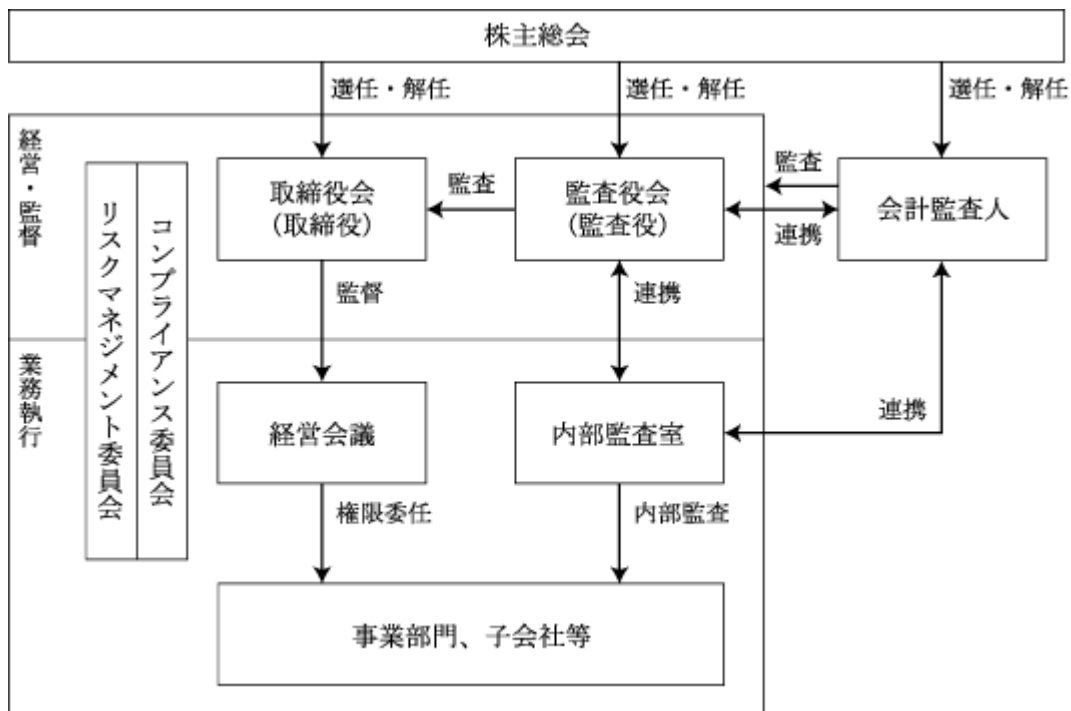 株主総会
選任・解任
選任・解任
選任・解任
経営・監督
リスクマネジメント委員会
コンプライアンス委員会
取締役会
(取締役)
監査
監査役会
(監査役)
監査
連携
会計監査人
監督
連携
業務執行
経営会議
内部監査室
連携
権限委任
内部監査
事業部門、子会社等